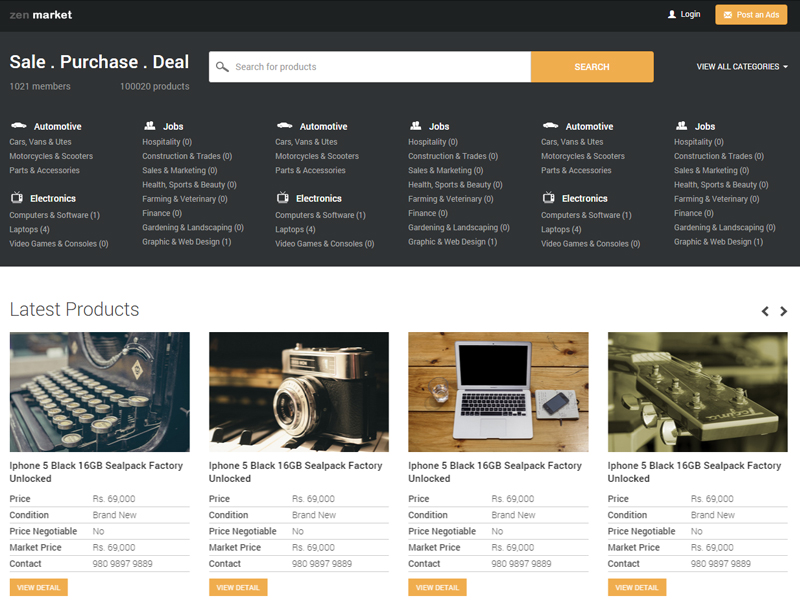 zen market
Login
Post an Ads
Sale . Purchase . Deal
1021 members 100020 products
Search for products
SEARCH
VIEW ALL CATEGORIES
Automotive
Cars, Vans & Utes
Motorcycles & Scooters
Parts & Accessories
Electronics
Computers & Software (1)
Laptops (4)
Video Games & Consoles (0)
Jobs
Hospitality (0)
Construction & Trades (0)
Sales & Marketing (0)
Health, Sports & Beauty (0)
Farming & Veterinary (0)
Finance (0)
Gardening & Landscaping (0)
Graphic & Web Design (1)
Automotive
Cars, Vans & Utes
Motorcycles & Scooters
Parts & Accessories
Electronics
Computers & Software (1)
Laptops (4)
Video Games & Consoles (0)
Jobs
Hospitality (0)
Construction & Trades (0)
Sales & Marketing (0)
Health, Sports & Beauty (0)
Farming & Veterinary (0)
Finance (0)
Gardening & Landscaping (0)
Graphic & Web Design (1)
Automotive
Cars, Vans & Utes
Motorcycles & Scooters
Parts & Accessories
Electronics
Computers & Software (1)
Laptops (4)
Video Games & Consoles (0)
Jobs
Hospitality (0)
Construction & Trades (0)
Sales & Marketing (0)
Health, Sports & Beauty (0)
Farming & Veterinary (0)
Finance (0)
Gardening & Landscaping (0)
Graphic & Web Design (1)
Latest Products
Iphone 5 Black 16GB Sealpack Factory
Unlocked
Price Rs. 69,000
Condition Brand New
Price Negotiable No
Market Price Rs. 69,000
Contact 980 9897 9889
VIEW DETAIL
Iphone 5 Black 16GB Sealpack Factory
Unlocked
Price Rs. 69,000
Condition Brand New
Price Negotiable No
Market Price Rs. 69,000
Contact 980 9897 9889
VIEW DETAIL
Iphone 5 Black 16GB Sealpack Factory
Unlocked
Price Rs. 69,000
Condition Brand New
Price Negotiable No
Market Price Rs. 69,000
Contact 980 9897 9889
VIEW DETAIL
Iphone 5 Black 16GB Sealpack Factory
Unlocked
Price Rs. 69,000
Condition Brand New
Price Negotiable No
Market Price Rs. 69,000
Contact 980 9897 9889
VIEW DETAIL